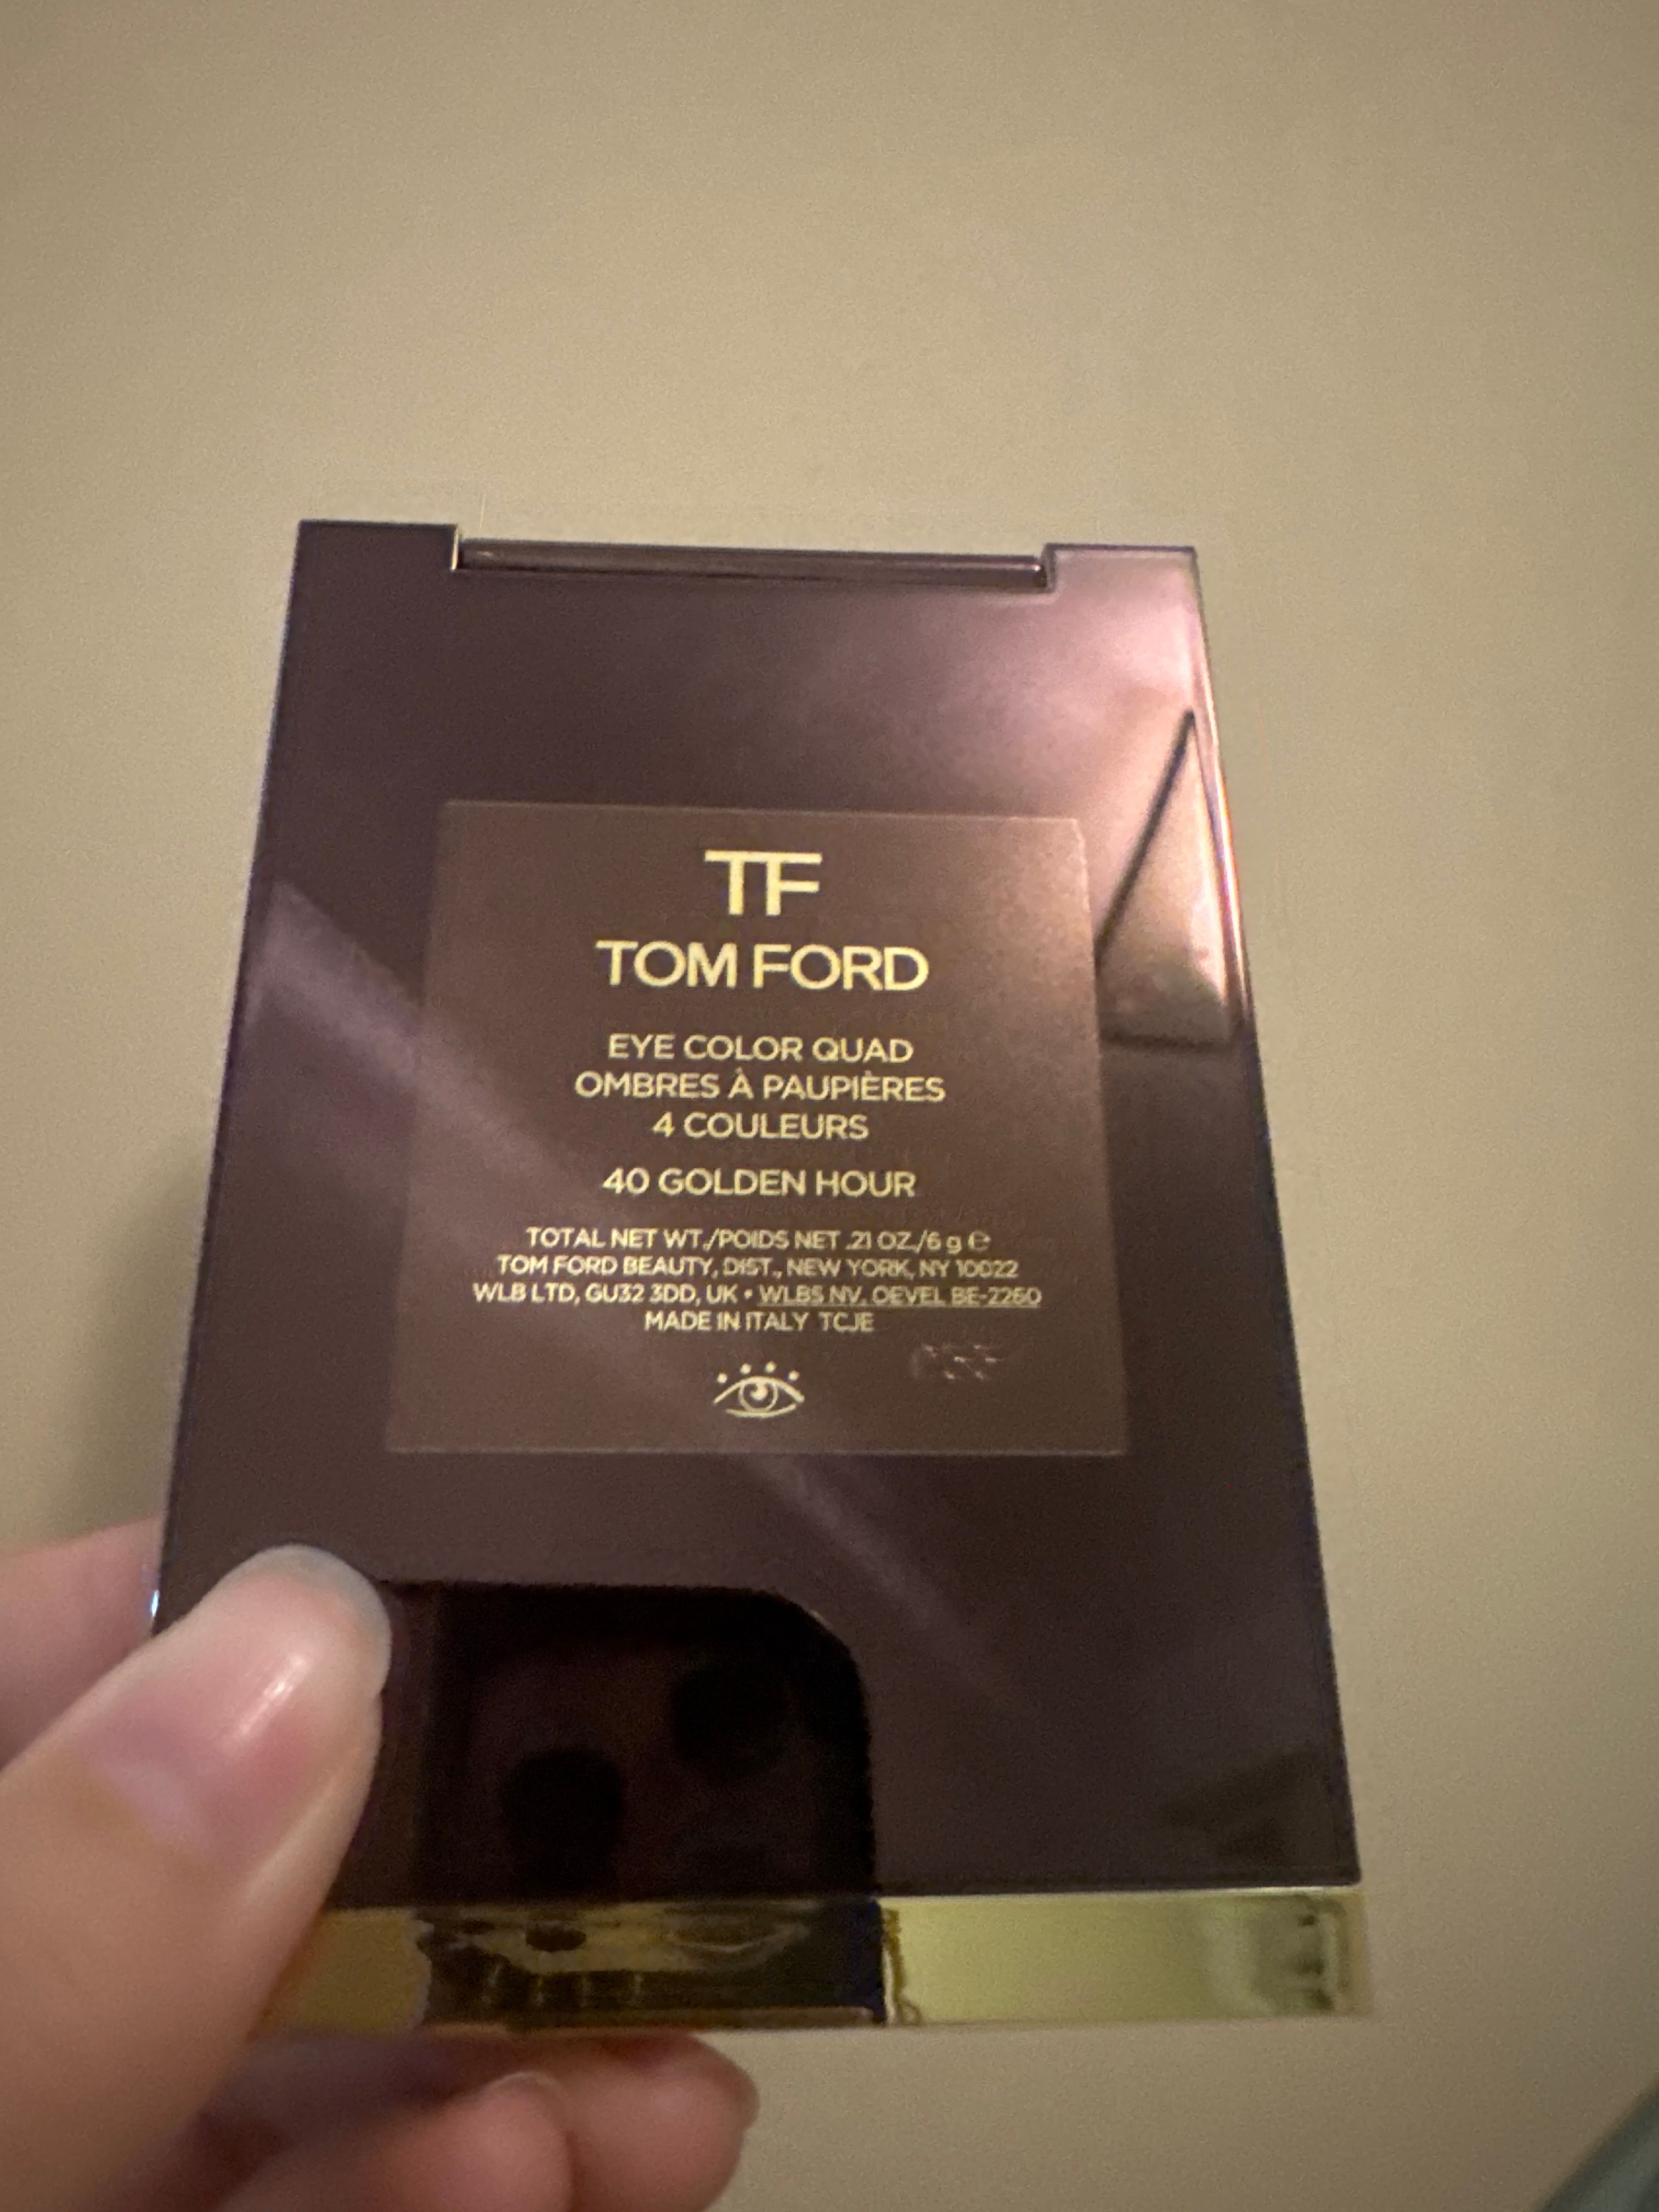 TF
TOM FORD
EYE COLOR QUAD
OMBRES À PAUPIÈRES
4 COULEURS
40 GOLDEN HOUR
TOTAL NET WT./POIDS NET .21 OZ./6 g ℮
TOM FORD BEAUTY, DIST., NEW YORK, NY 10022
WLB LTD, GU32 3DD, UK • WLBS NV, OEVEL BE-2260
MADE IN ITALY TCJE